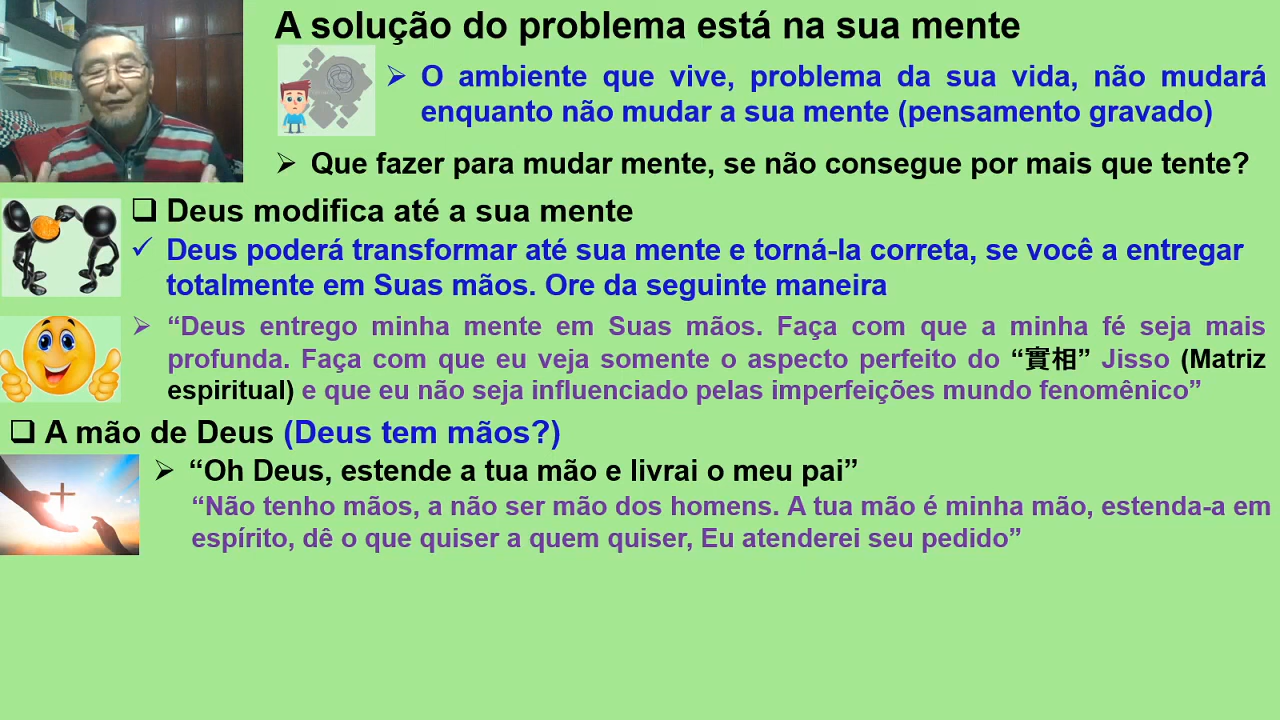 A solução do problema está na sua mente
O ambiente que vive, problema da sua vida, não mudará
enquanto não mudar a sua mente (pensamento gravado)
Que fazer para mudar mente, se não consegue por mais que tente?
Deus modifica até a sua mente
Deus poderá transformar até sua mente e torná-la correta, se você a entregar
totalmente em Suas mãos. Ore da seguinte maneira
“Deus entrego minha mente em Suas mãos. Faça com que a minha fé seja mais
profunda. Faça com que eu veja somente o aspecto perfeito do “實相” Jisso (Matriz
espiritual) e que eu não seja influenciado pelas imperfeições mundo fenomênico”
A mão de Deus (Deus tem mãos?)
“Oh Deus, estende a tua mão e livrai o meu pai”
“Não tenho mãos, a não ser mão dos homens. A tua mão é minha mão, estenda-a em
espírito, dê o que quiser a quem quiser, Eu atenderei seu pedido”